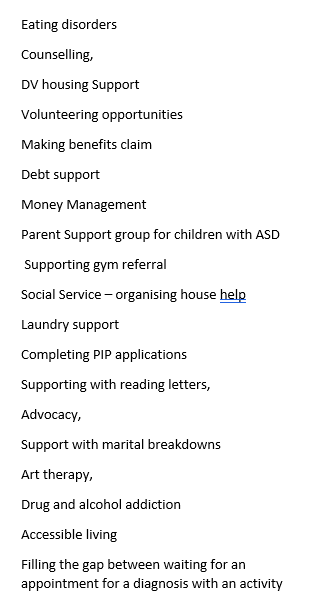 Eating disorders
Counselling,
DV housing Support
Volunteering opportunities
Making benefits claim
Debt support
Money Management
Parent Support group for children with ASD
Supporting gym referral
Social Service – organising house help
Laundry support
Completing PIP applications
Supporting with reading letters,
Advocacy,
Support with marital breakdowns
Art therapy,
Drug and alcohol addiction
Accessible living
Filling the gap between waiting for an
appointment for a diagnosis with an activity